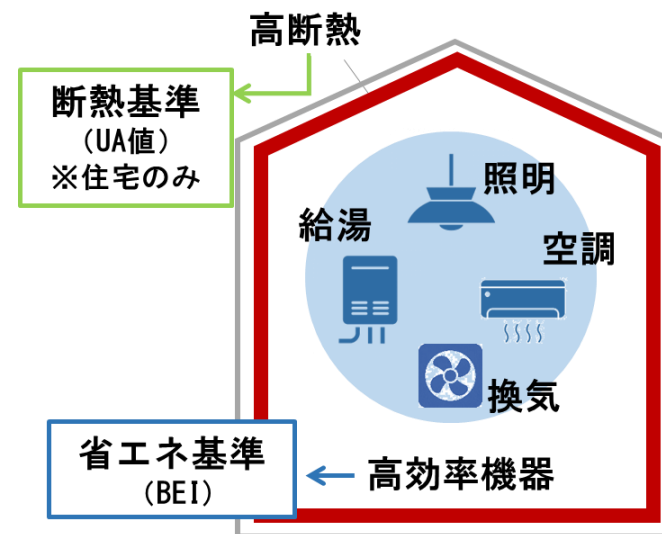 高断熱
断熱基準
（UA値）
※住宅のみ
照明
給湯
空調
換気
省エネ基準
（BEI）
高効率機器